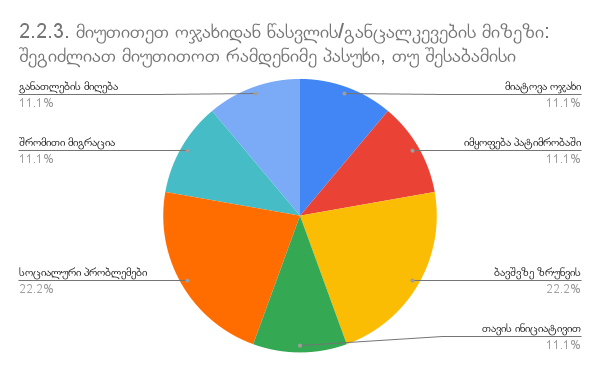 2.2.3. მიუთითეთ ოჯახიდან წასვლის/განცალკევების მიზეზი:
შეგიძლიათ მიუთითოთ რამდენიმე პასუხი, თუ შესაბამისი
განათლების მიღება
11.1%
მიატოვა ოჯახი
11.1%
შრომითი მიგრაცია
11.1%
იმყოფება პატიმრობაში
11.1%
სოციალური პრობლემები
22.2%
ბავშვზე ზრუნვის
22.2%
თავის ინიციატივით
11.1%